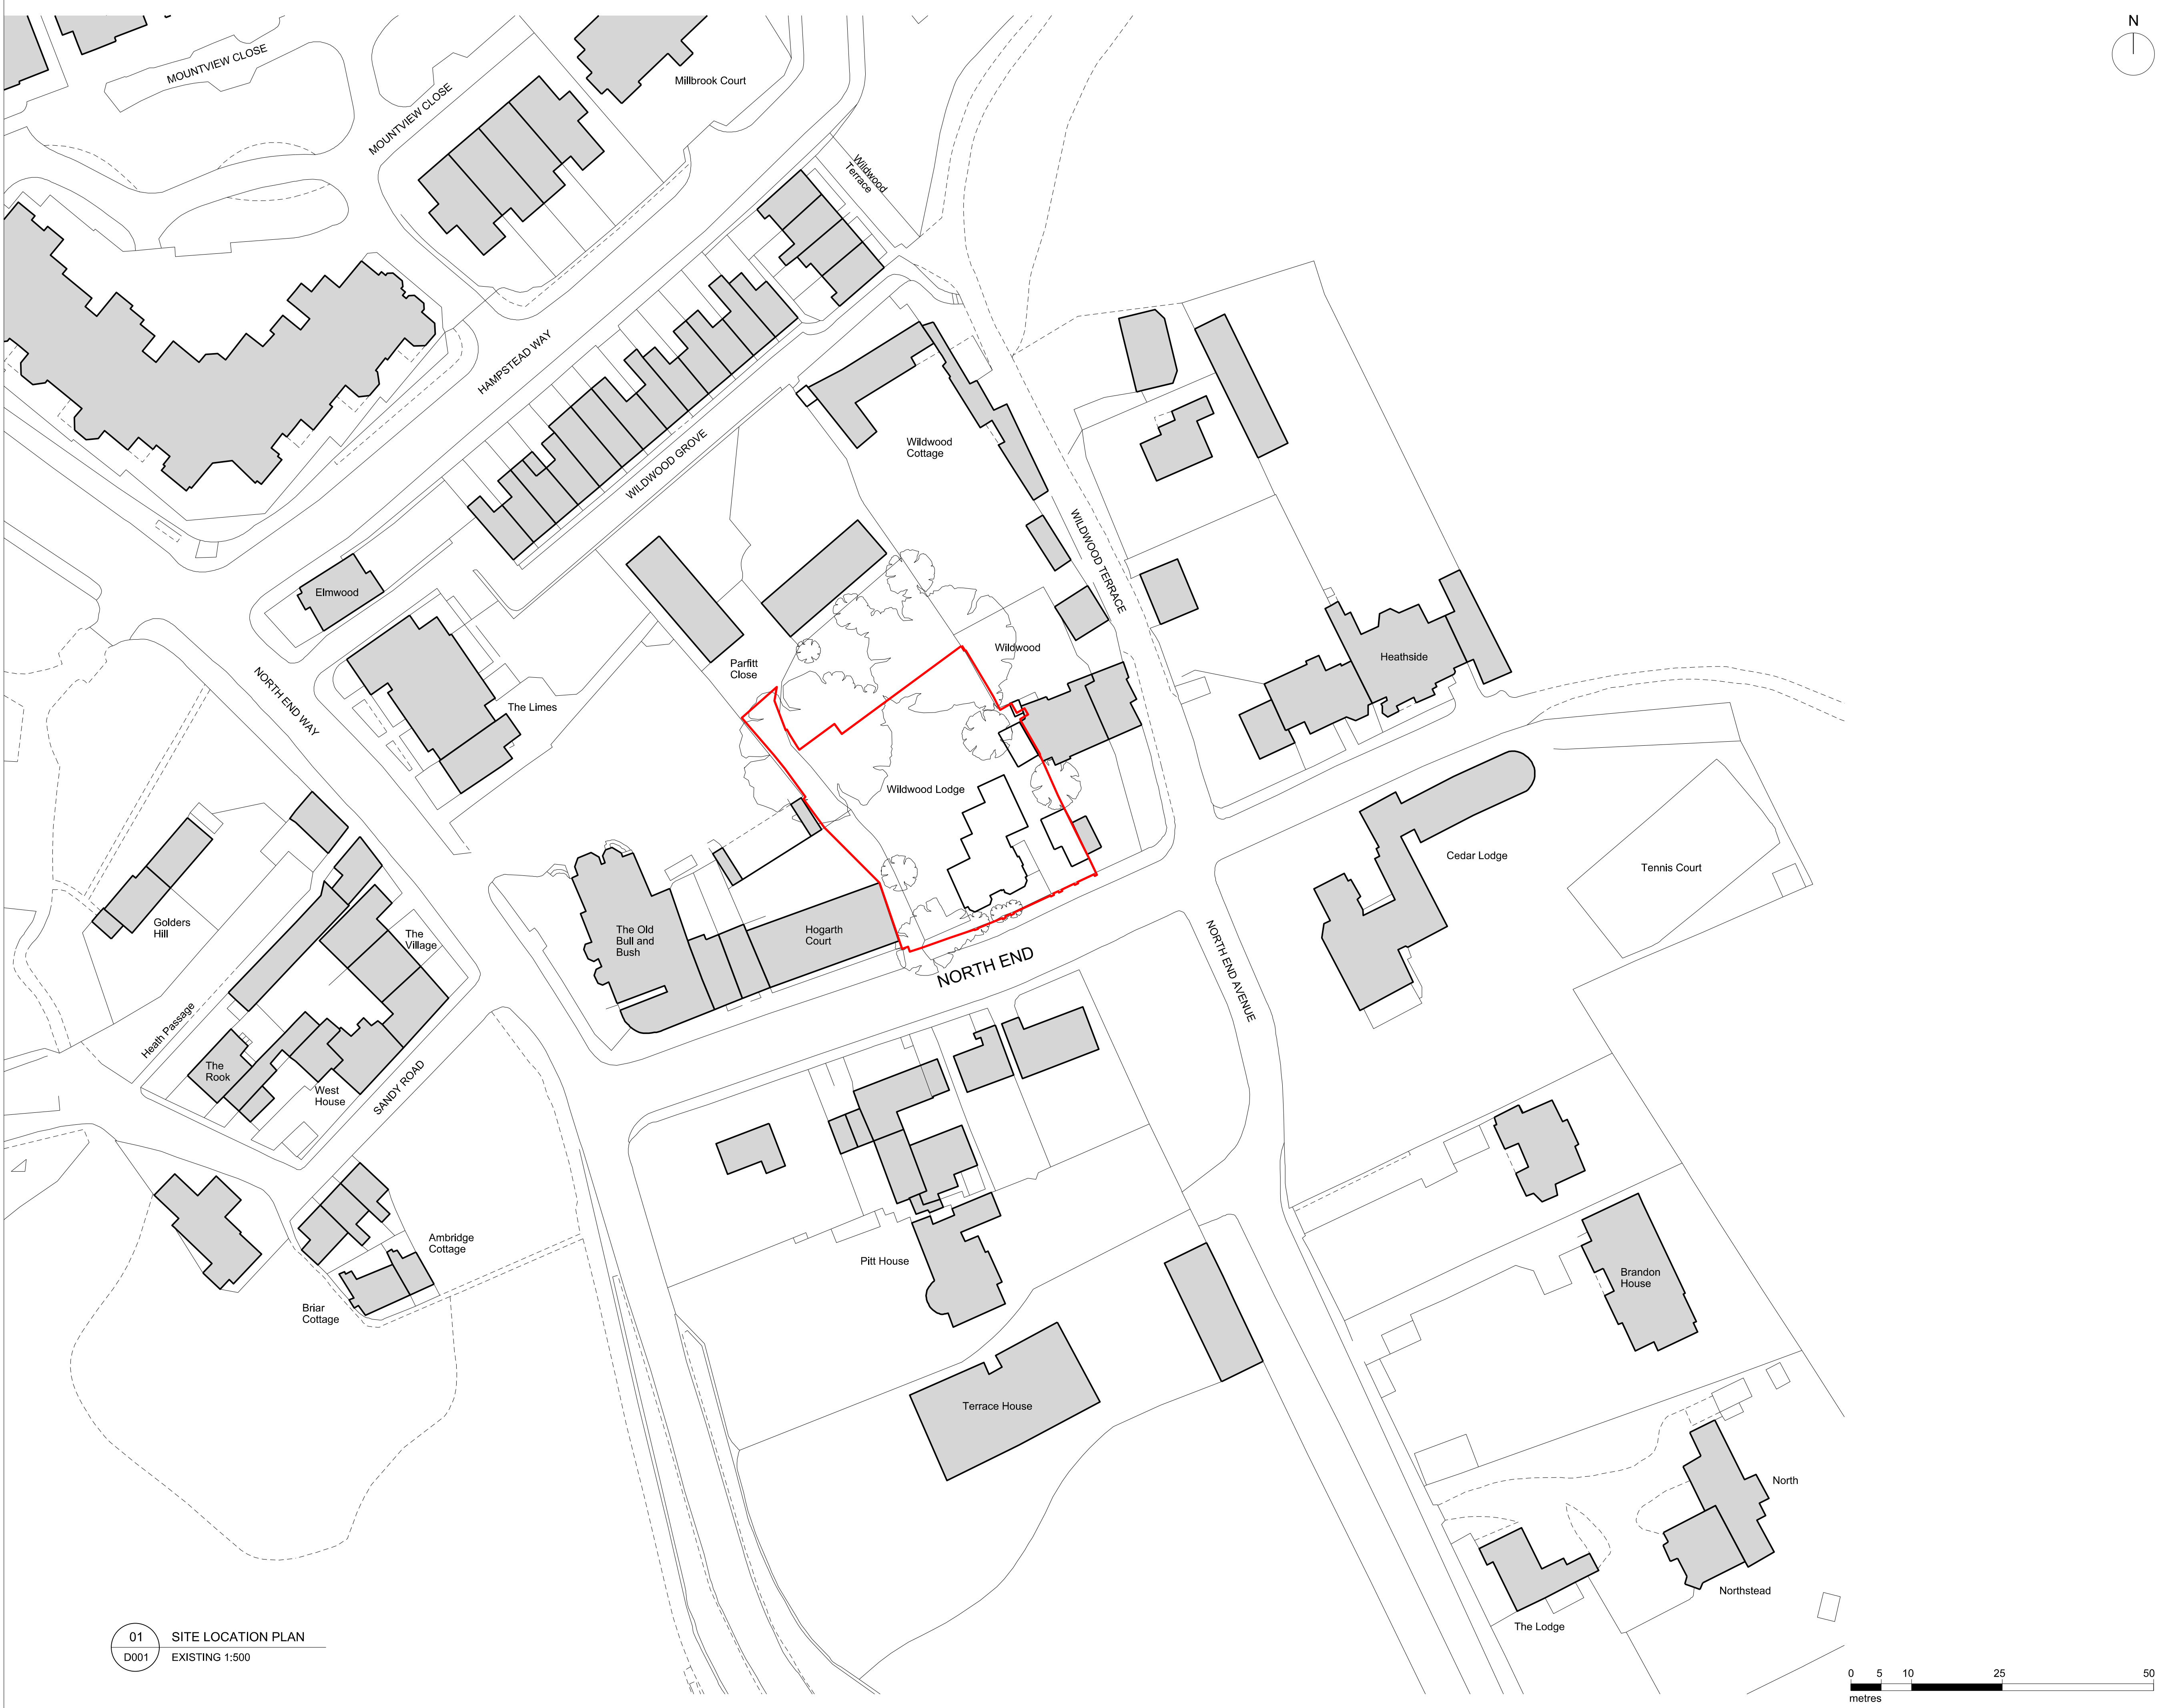 N
MOUNTVIEW CLOSE
MOUNTVIEW CLOSE
Millbrook Court
Wildwood
Terrace
HAMPSTEAD WAY
WILDWOOD GROVE
Wildwood
Cottage
WILDWOOD TERRACE
Elmwood
NORTH END WAY
The Limes
Parfitt
Close
Wildwood
Heathside
Wildwood Lodge
Cedar Lodge
Tennis Court
Golders
Hill
The
Village
The Old
Bull and
Bush
Hogarth
Court
NORTH END
NORTH END AVENUE
Heath Passage
The
Rook
West
House
SANDY ROAD
Ambridge
Cottage
Briar
Cottage
Pitt House
Brandon
House
Terrace House
North
Northstead
The Lodge
01
D001
SITE LOCATION PLAN
EXISTING 1:500
0 5 10 25 50
metres